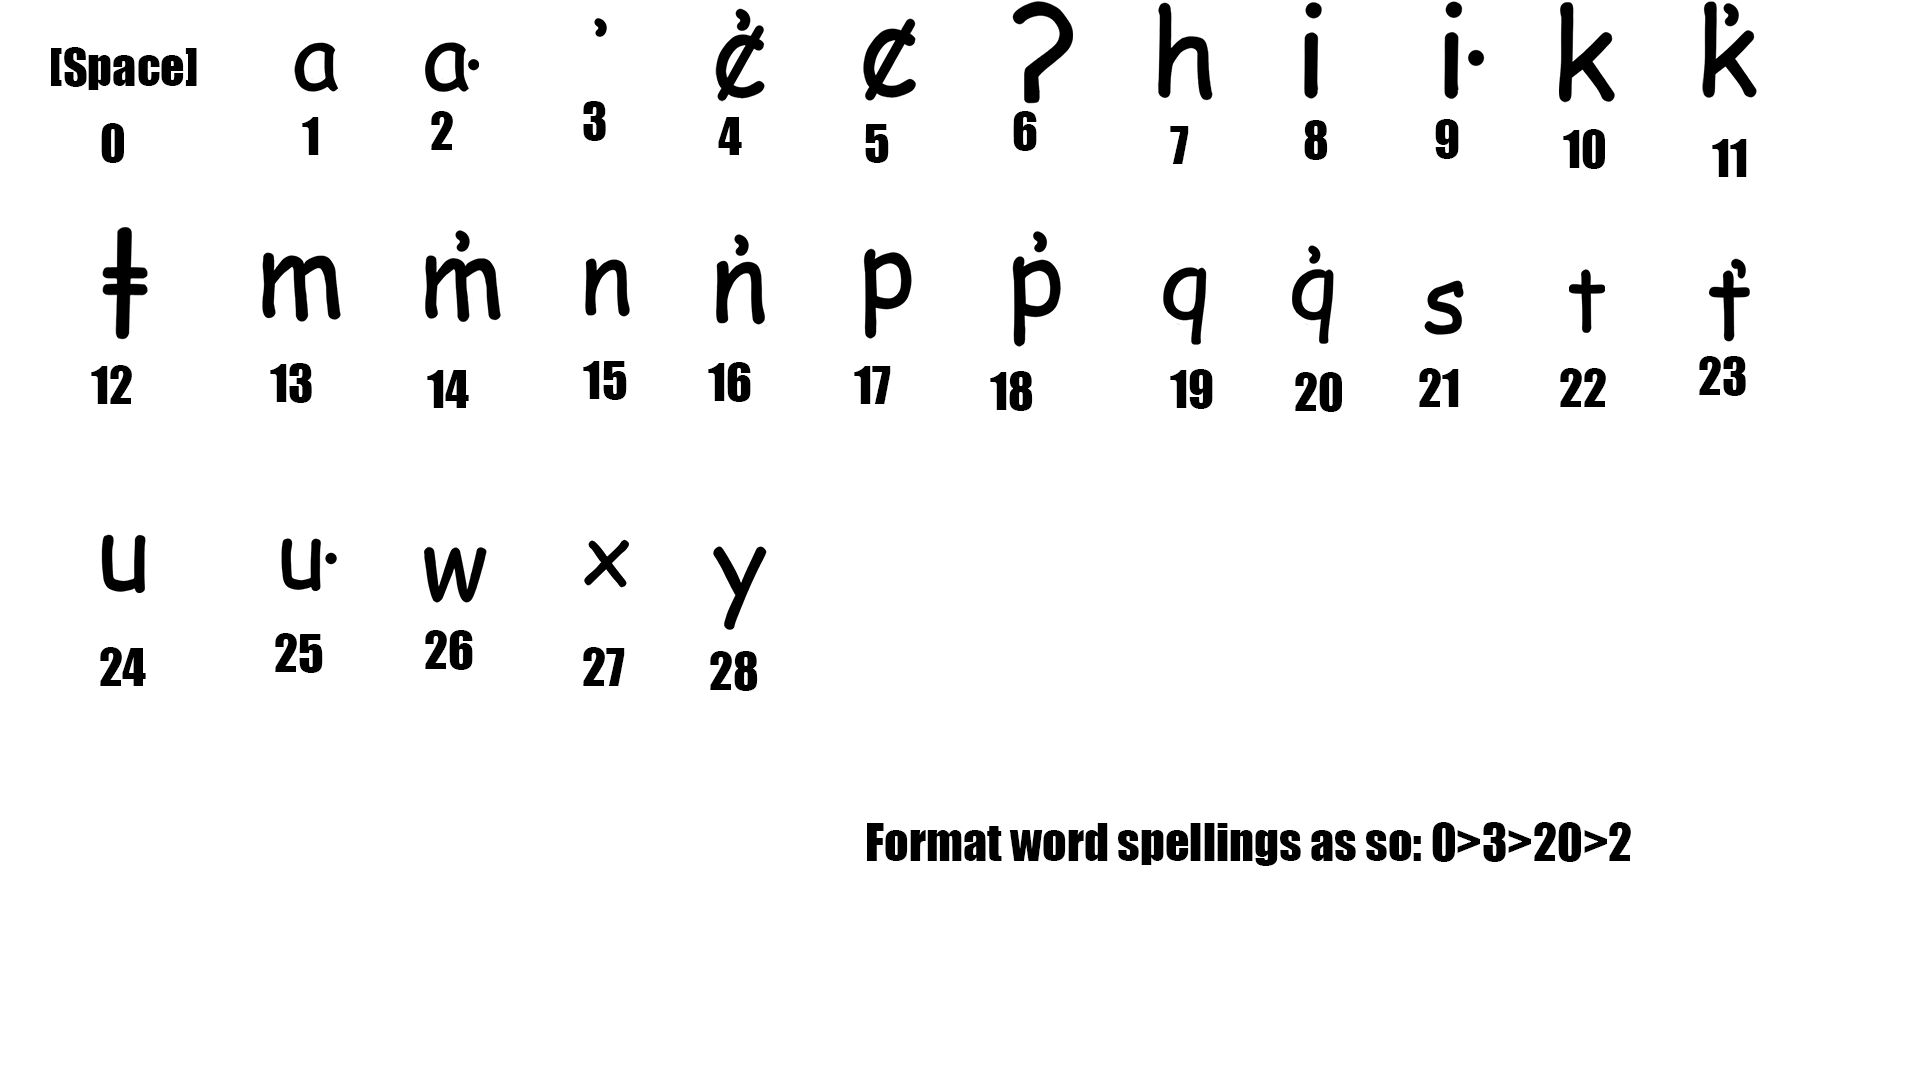 [Space] a a· ʼ c̸̓ c̸ ʔ h i i· k k̓
0 1 2 3 4 5 6 7 8 9 10 11
ǂ m m̓ n n̓ p p̓ q q̓ s t t̓
12 13 14 15 16 17 18 19 20 21 22 23
u u· w x y
24 25 26 27 28
Format word spellings as so: 0>3>20>2